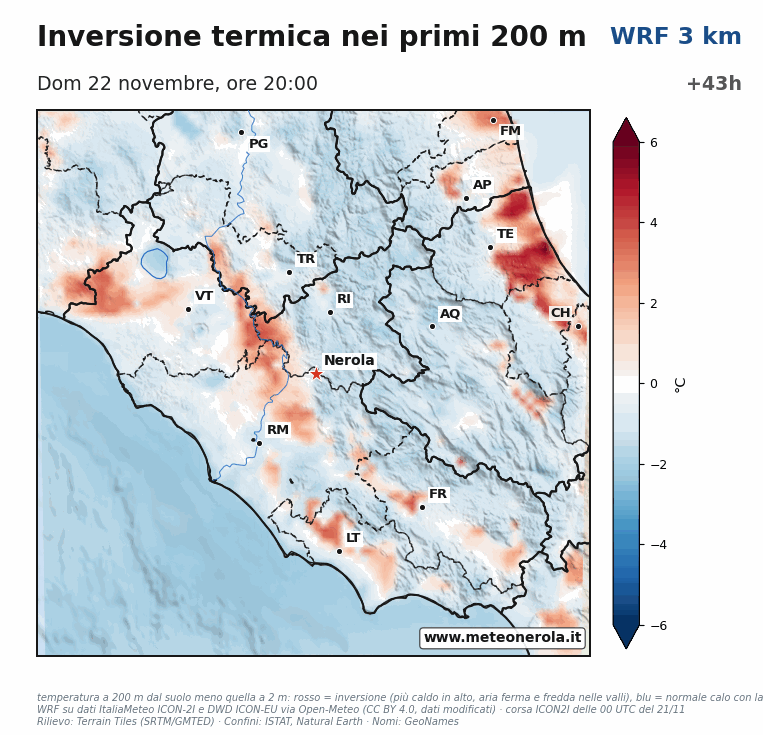 Inversione termica nei primi 200 m WRF 3 km
Dom 22 novembre, ore 20:00 +43h
FM
PG
AP
TE
TR
VT
RI
AQ
CH.
Nerola
RM
FR
LT
6
4
2
0
−2
−4
−6
°C
www.meteonerola.it
temperatura a 200 m dal suolo meno quella a 2 m: rosso = inversione (più caldo in alto, aria ferma e fredda nelle valli), blu = normale calo con la
WRF su dati ItaliaMeteo ICON-2I e DWD ICON-EU via Open-Meteo (CC BY 4.0, dati modificati) · corsa ICON2I delle 00 UTC del 21/11
Rilievo: Terrain Tiles (SRTM/GMTED) · Confini: ISTAT, Natural Earth · Nomi: GeoNames